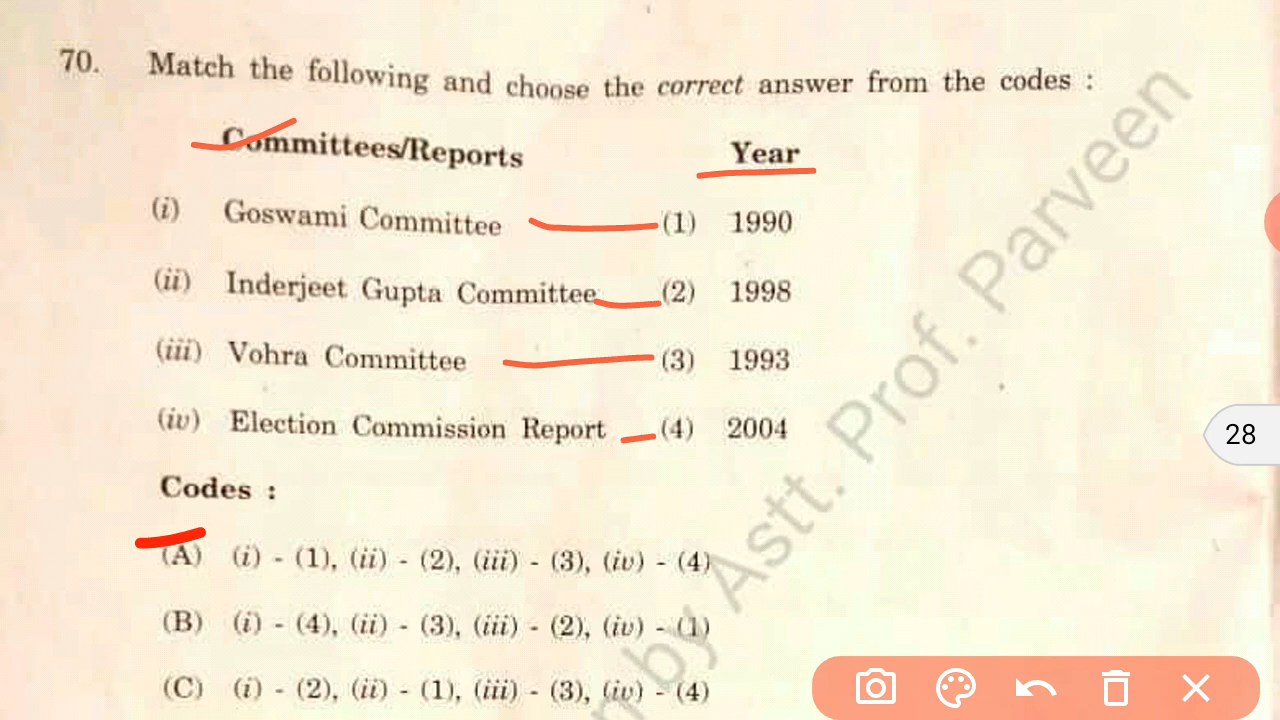 70. Match the following and choose the correct answer from the codes :
Committees/Reports Year
(i) Goswami Committee (1) 1990
(ii) Inderjeet Gupta Committee (2) 1998
(iii) Vohra Committee (3) 1993
(iv) Election Commission Report (4) 2004
Codes :
(A) (i) - (1), (ii) - (2), (iii) - (3), (iv) - (4)
(B) (i) - (4), (ii) - (3), (iii) - (2), (iv) - (1)
(C) (i) - (2), (ii) - (1), (iii) - (3), (iv) - (4)
by Astt. Prof. Parveen
28